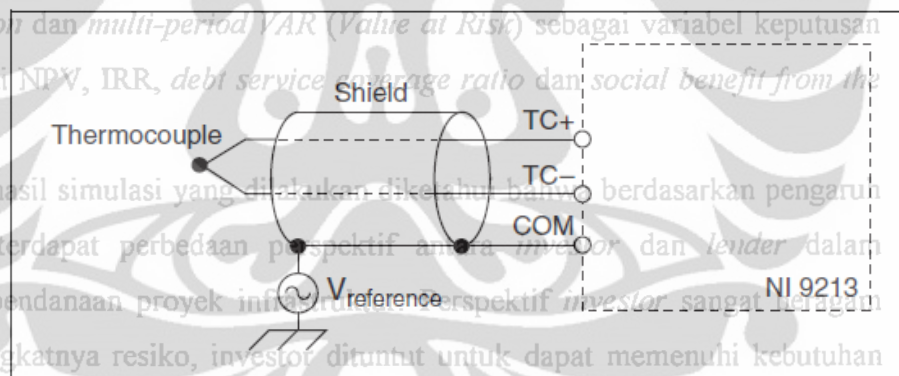 dan multi-period VAR (Value at Risk) sebagai variabel keputusan
NPV, IRR, debt service coverage ratio dan social benefit from the
Shield
Thermocouple
TC+
TC−
hasil simulasi yang dilakukan diketahui bahwa berdasarkan pengaruh
COM
terdapat perbedaan perspektif antara investor dan lender dalam
NI 9213
Vreference
pendanaan proyek infrastruktur. Perspektif investor sangat beragam
resiko, investor dituntut untuk dapat memenuhi kebutuhan